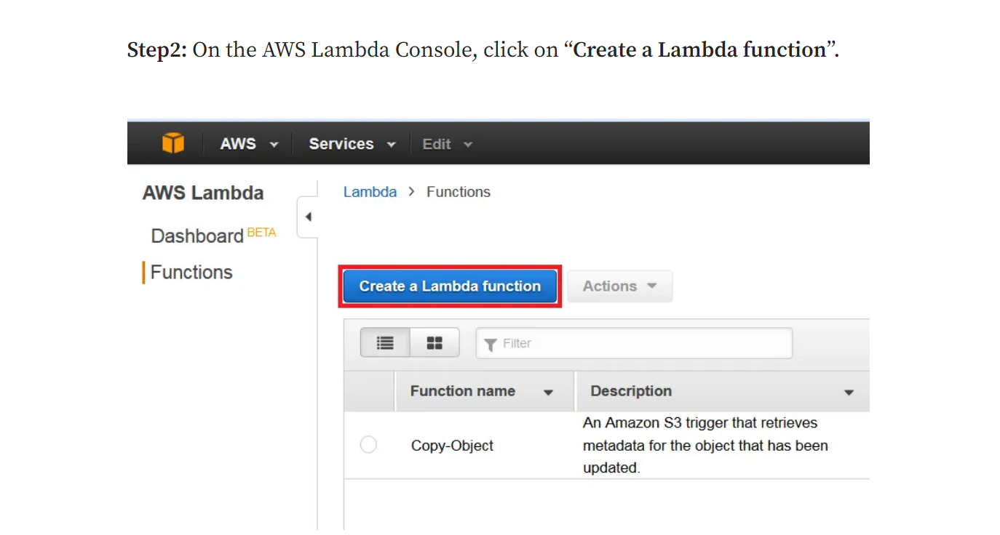 Step2: On the AWS Lambda Console, click on “Create a Lambda function”.
AWS Services Edit
AWS Lambda
Dashboard BETA
Functions
Lambda > Functions
Create a Lambda function Actions
Filter
Function name Description
Copy-Object
An Amazon S3 trigger that retrieves
metadata for the object that has been
updated.